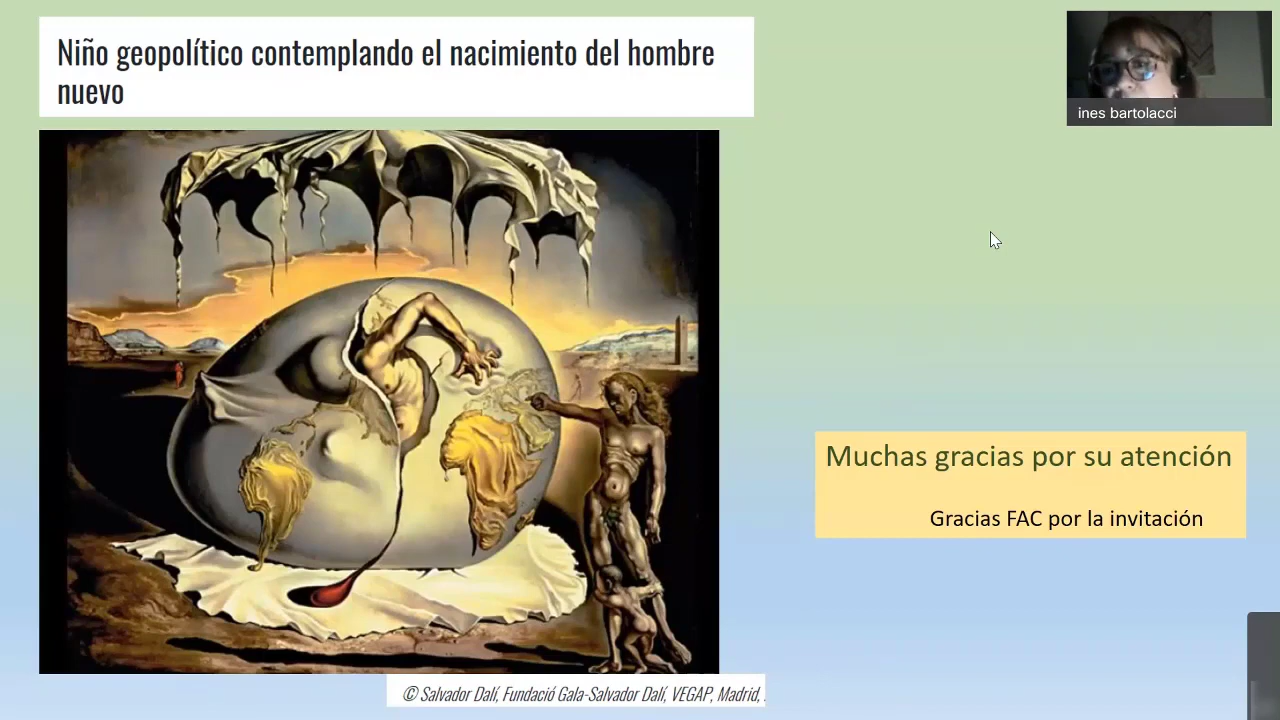 Niño geopolítico contemplando el nacimiento del hombre
nuevo
ines bartolacci
Muchas gracias por su atención
Gracias FAC por la invitación
© Salvador Dalí, Fundació Gala-Salvador Dalí, VEGAP, Madrid,